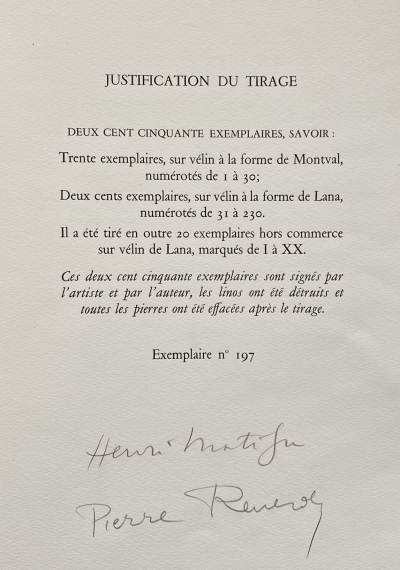 JUSTIFICATION DU TIRAGE
DEUX CENT CINQUANTE EXEMPLAIRES, SAVOIR :
Trente exemplaires, sur vélin à la forme de Montval,
numérotés de 1 à 30;
Deux cents exemplaires, sur vélin à la forme de Lana,
numérotés de 31 à 230.
Il a été tiré en outre 20 exemplaires hors commerce
sur vélin de Lana, marqués de I à XX.
Ces deux cent cinquante exemplaires sont signés par
l'artiste et par l'auteur, les linos ont été détruits et
toutes les pierres ont été effacées après le tirage.
Exemplaire n° 197
Henri Matisse
Pierre Reverdy